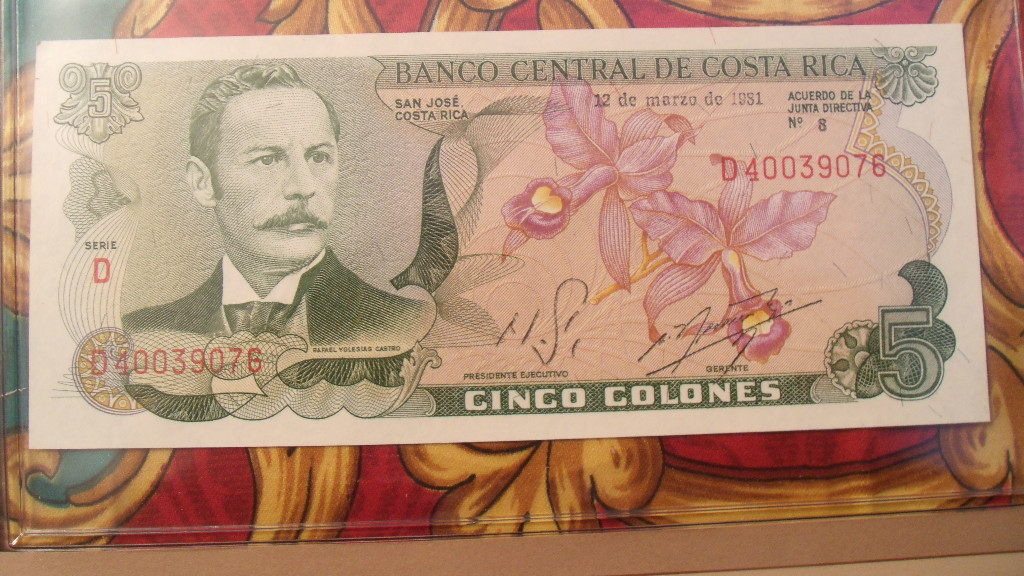 5
BANCO CENTRAL DE COSTA RICA
SAN JOSÉ,
COSTA RICA
12 de marzo de 1981
ACUERDO DE LA
JUNTA DIRECTIVA
Nº 8
D40039076
SERIE
D
D40039076
RAFAEL YGLESIAS CASTRO
PRESIDENTE EJECUTIVO
GERENTE
CINCO COLONES
5